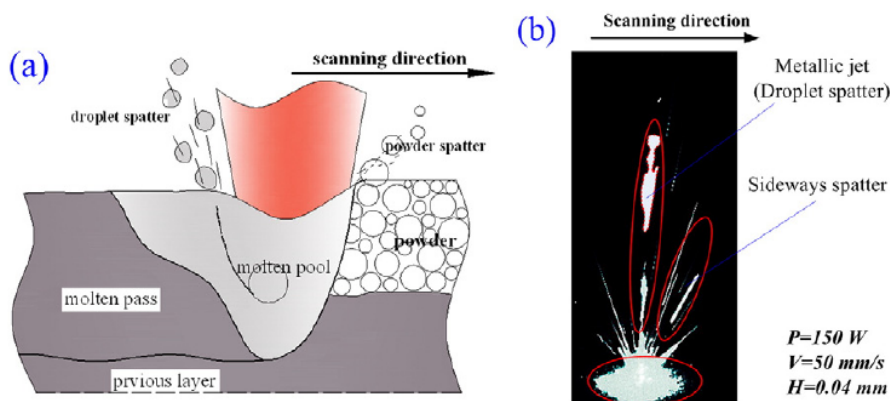 (a)
scanning direction
droplet spatter
powder spatter
powder
molten pool
molten pass
prvious layer
(b)
Scanning direction
Metallic jet
(Droplet spatter)
Sideways spatter
P=150 W
V=50 mm/s
H=0.04 mm